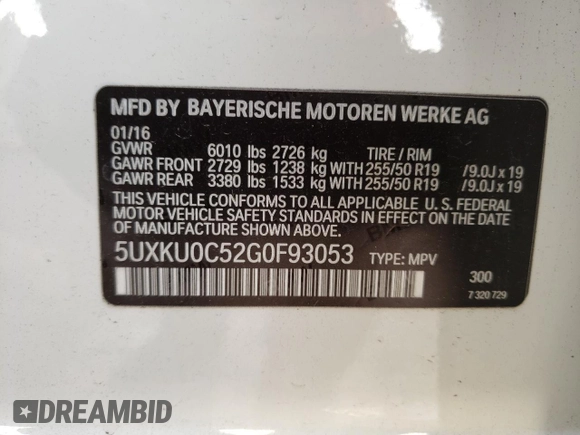 MFD BY BAYERISCHE MOTOREN WERKE AG
01/16
GVWR 6010 lbs 2726 kg TIRE / RIM
GAWR FRONT 2729 lbs 1238 kg WITH 255/50 R19 /9.0J x 19
GAWR REAR 3380 lbs 1533 kg WITH 255/50 R19 /9.0J x 19
THIS VEHICLE CONFORMS TO ALL APPLICABLE U. S. FEDERAL
MOTOR VEHICLE SAFETY STANDARDS IN EFFECT ON THE DATE OF
MANUFACTURE SHOWN ABOVE.
5UXKU0C52G0F93053 TYPE: MPV
300
7 320 729
DREAMBID